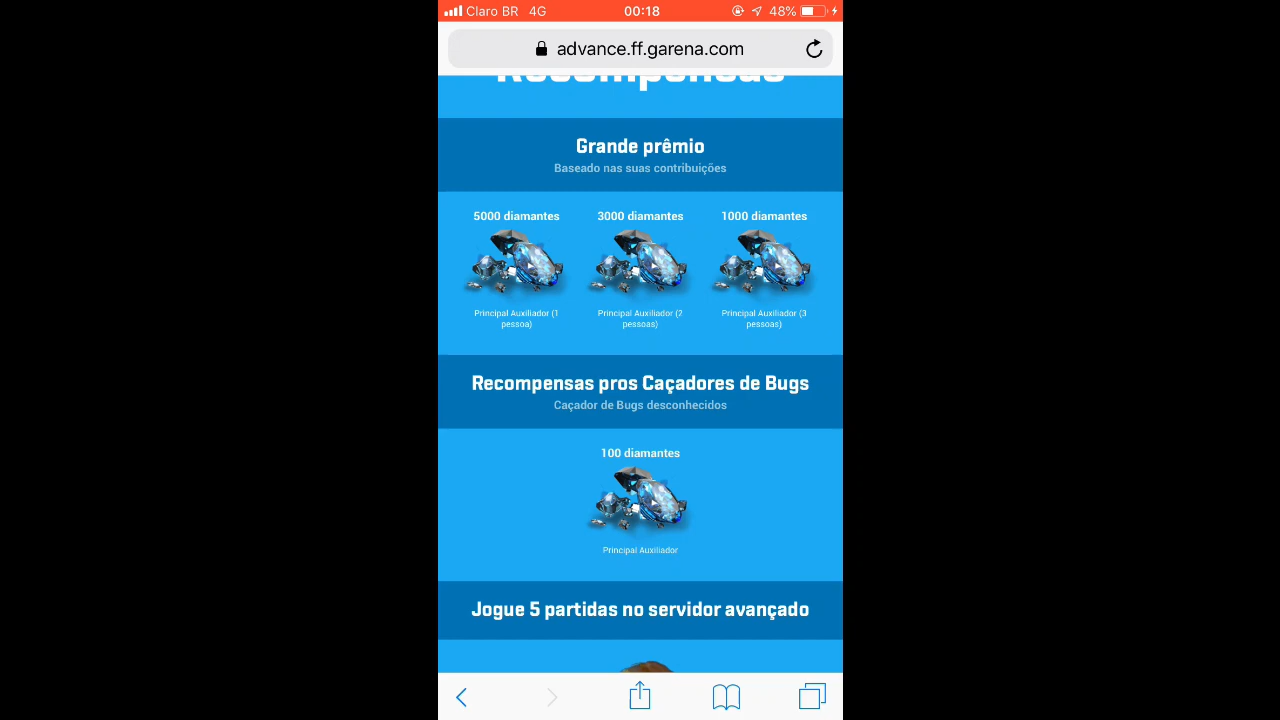 Claro BR 4G 00:18 48%
advance.ff.garena.com
Recompensas
Grande prêmio
Baseado nas suas contribuições
5000 diamantes 3000 diamantes 1000 diamantes
Principal Auxiliador (1 Principal Auxiliador (2 Principal Auxiliador (3
pessoa) pessoas) pessoas)
Recompensas pros Caçadores de Bugs
Caçador de Bugs desconhecidos
100 diamantes
Principal Auxiliador
Jogue 5 partidas no servidor avançado